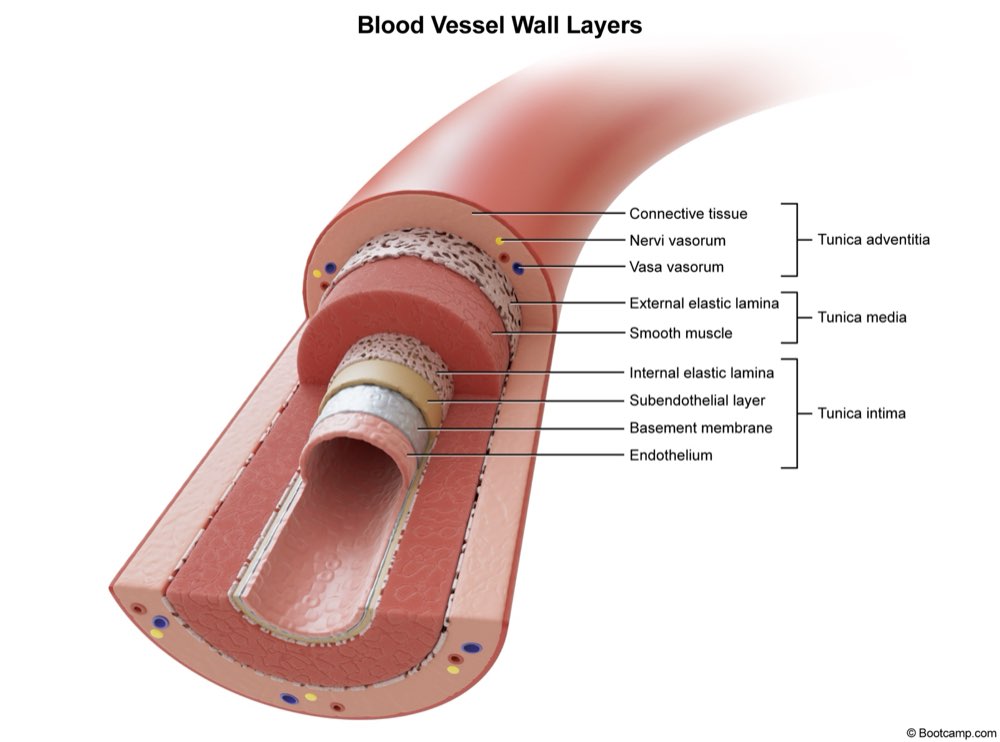 Blood Vessel Wall Layers
Connective tissue
Nervi vasorum
Tunica adventitia
Vasa vasorum
External elastic lamina
Tunica media
Smooth muscle
Internal elastic lamina
Subendothelial layer
Tunica intima
Basement membrane
Endothelium
© Bootcamp.com